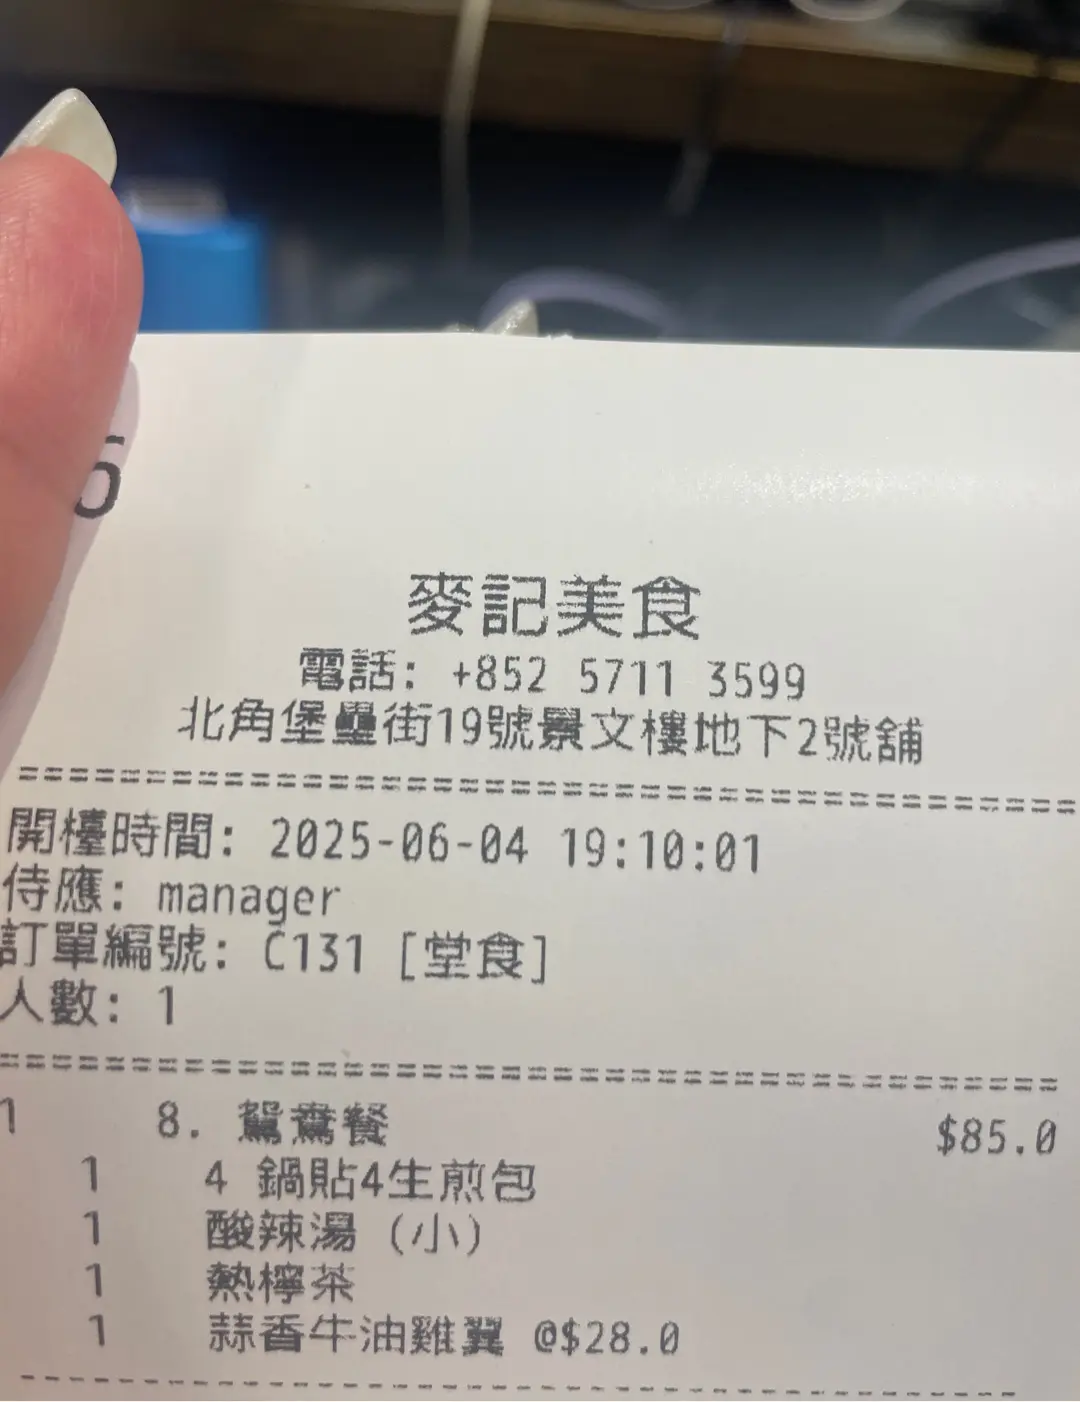 麥記美食
電話: +852 5711 3599
北角堡壘街19號景文樓地下2號舖
開檯時間: 2025-06-04 19:10:01
侍應: manager
訂單編號: C131 [堂食]
人數: 1
1 8. 鴛鴦餐 $85.0
1 4 鍋貼4生煎包
1 酸辣湯 (小)
1 熱檸茶
1 蒜香牛油雞翼 @$28.0